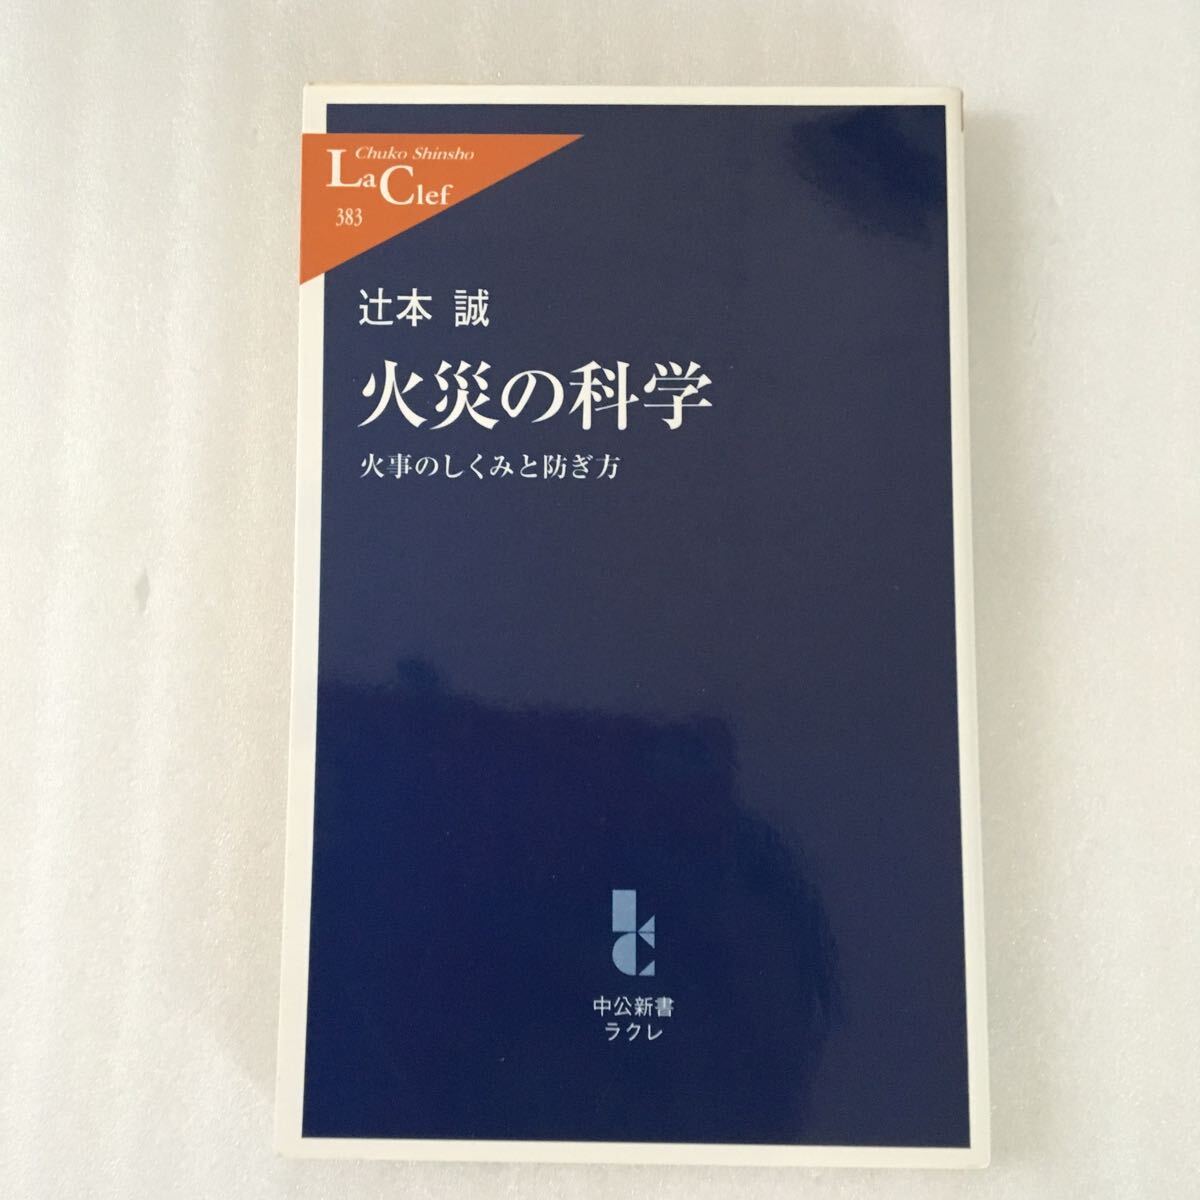 Chuko Shinsho
La Clef
383
辻本 誠
火災の科学
火事のしくみと防ぎ方
中公新書
ラクレ